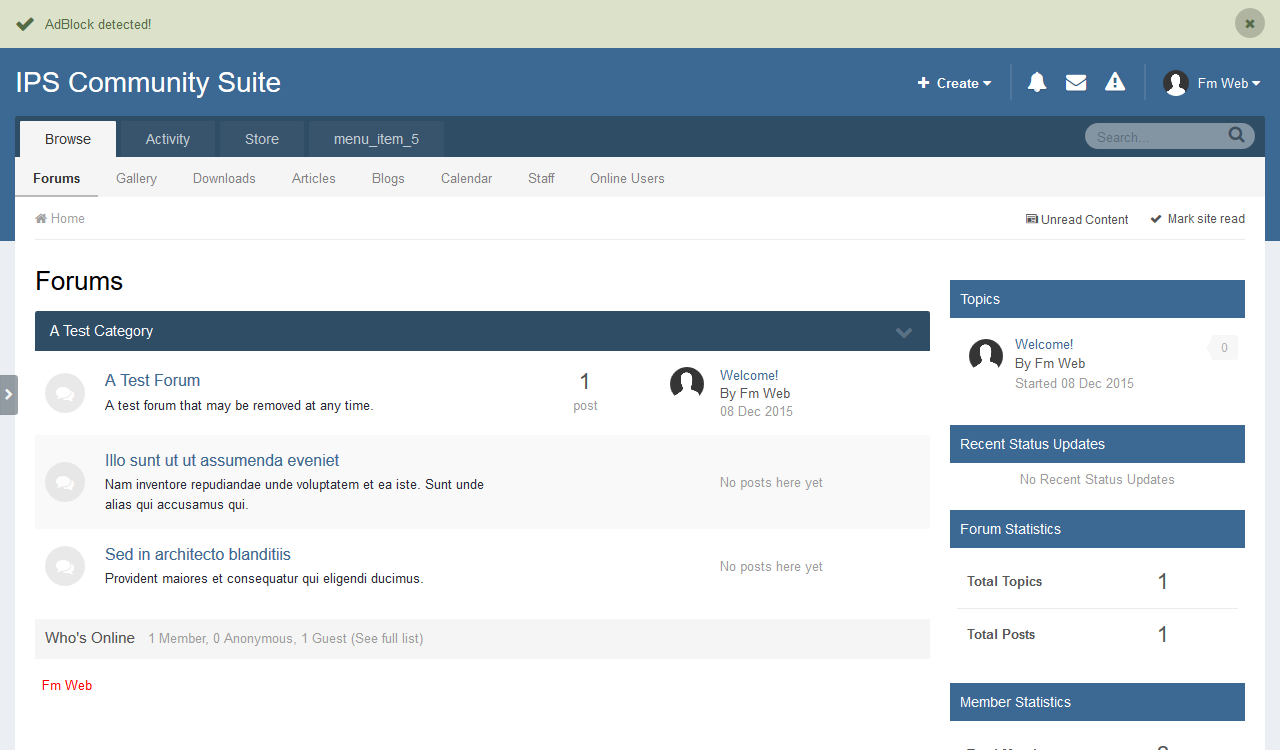 AdBlock detected!
IPS Community Suite
Create
Fm Web
Browse
Activity
Store
menu_item_5
Search...
Forums
Gallery
Downloads
Articles
Blogs
Calendar
Staff
Online Users
Home
Unread Content
Mark site read
Forums
A Test Category
A Test Forum
A test forum that may be removed at any time.
1
post
Welcome!
By Fm Web
08 Dec 2015
Illo sunt ut ut assumenda eveniet
Nam inventore repudiandae unde voluptatem et ea iste. Sunt unde
alias qui accusamus qui.
No posts here yet
Sed in architecto blanditiis
Provident maiores et consequatur qui eligendi ducimus.
No posts here yet
Who's Online 1 Member, 0 Anonymous, 1 Guest (See full list)
Fm Web
Topics
Welcome!
0
By Fm Web
Started 08 Dec 2015
Recent Status Updates
No Recent Status Updates
Forum Statistics
Total Topics 1
Total Posts 1
Member Statistics